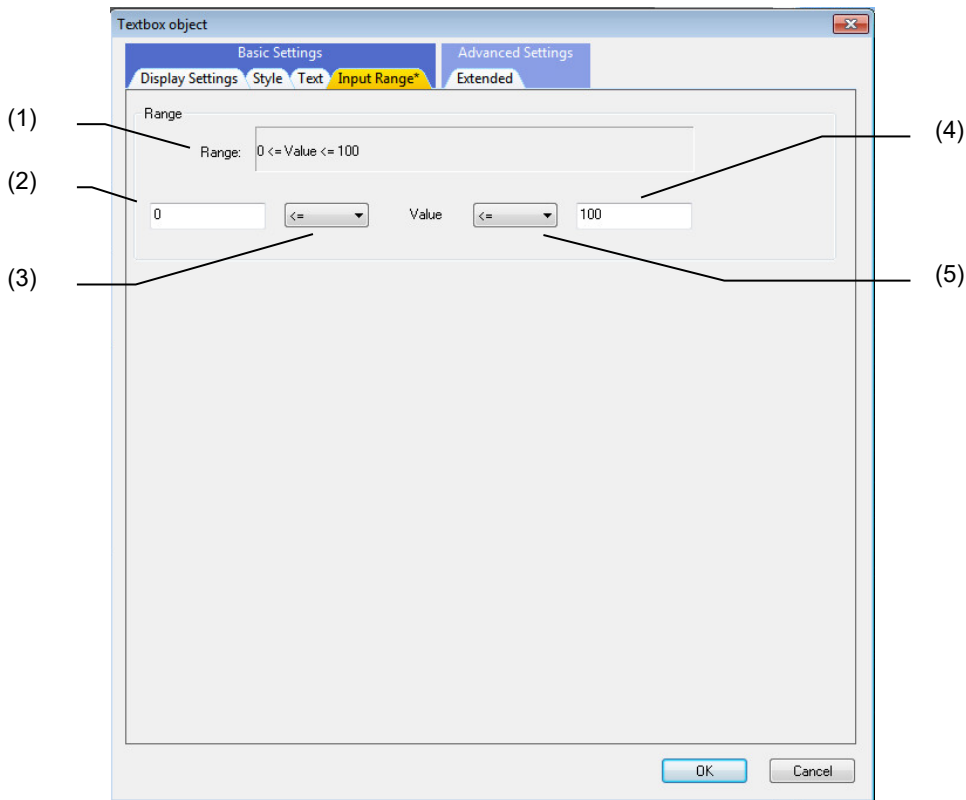 Textbox object
Basic Settings Advanced Settings
Display Settings Style Text Input Range* Extended
Range
(1)
(4)
Range: 0 <= Value <= 100
(2)
0 <= Value <= 100
(3)
(5)
OK Cancel